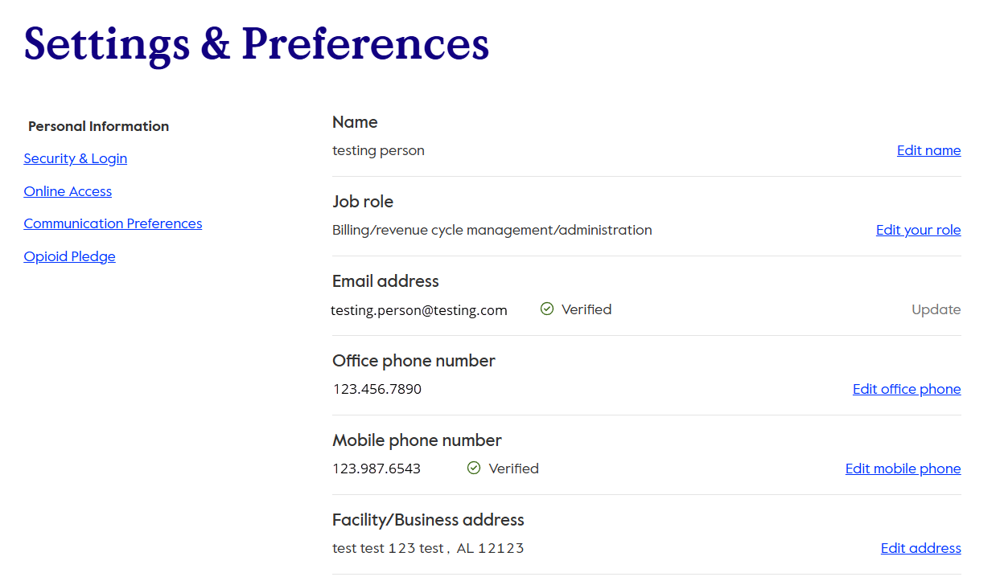 Settings & Preferences
Personal Information
Security & Login
Online Access
Communication Preferences
Opioid Pledge
Name
testing person Edit name
Job role
Billing/revenue cycle management/administration Edit your role
Email address
testing.person@testing.com Verified Update
Office phone number
123.456.7890 Edit office phone
Mobile phone number
123.987.6543 Verified Edit mobile phone
Facility/Business address
test test 123 test , AL 12123 Edit address